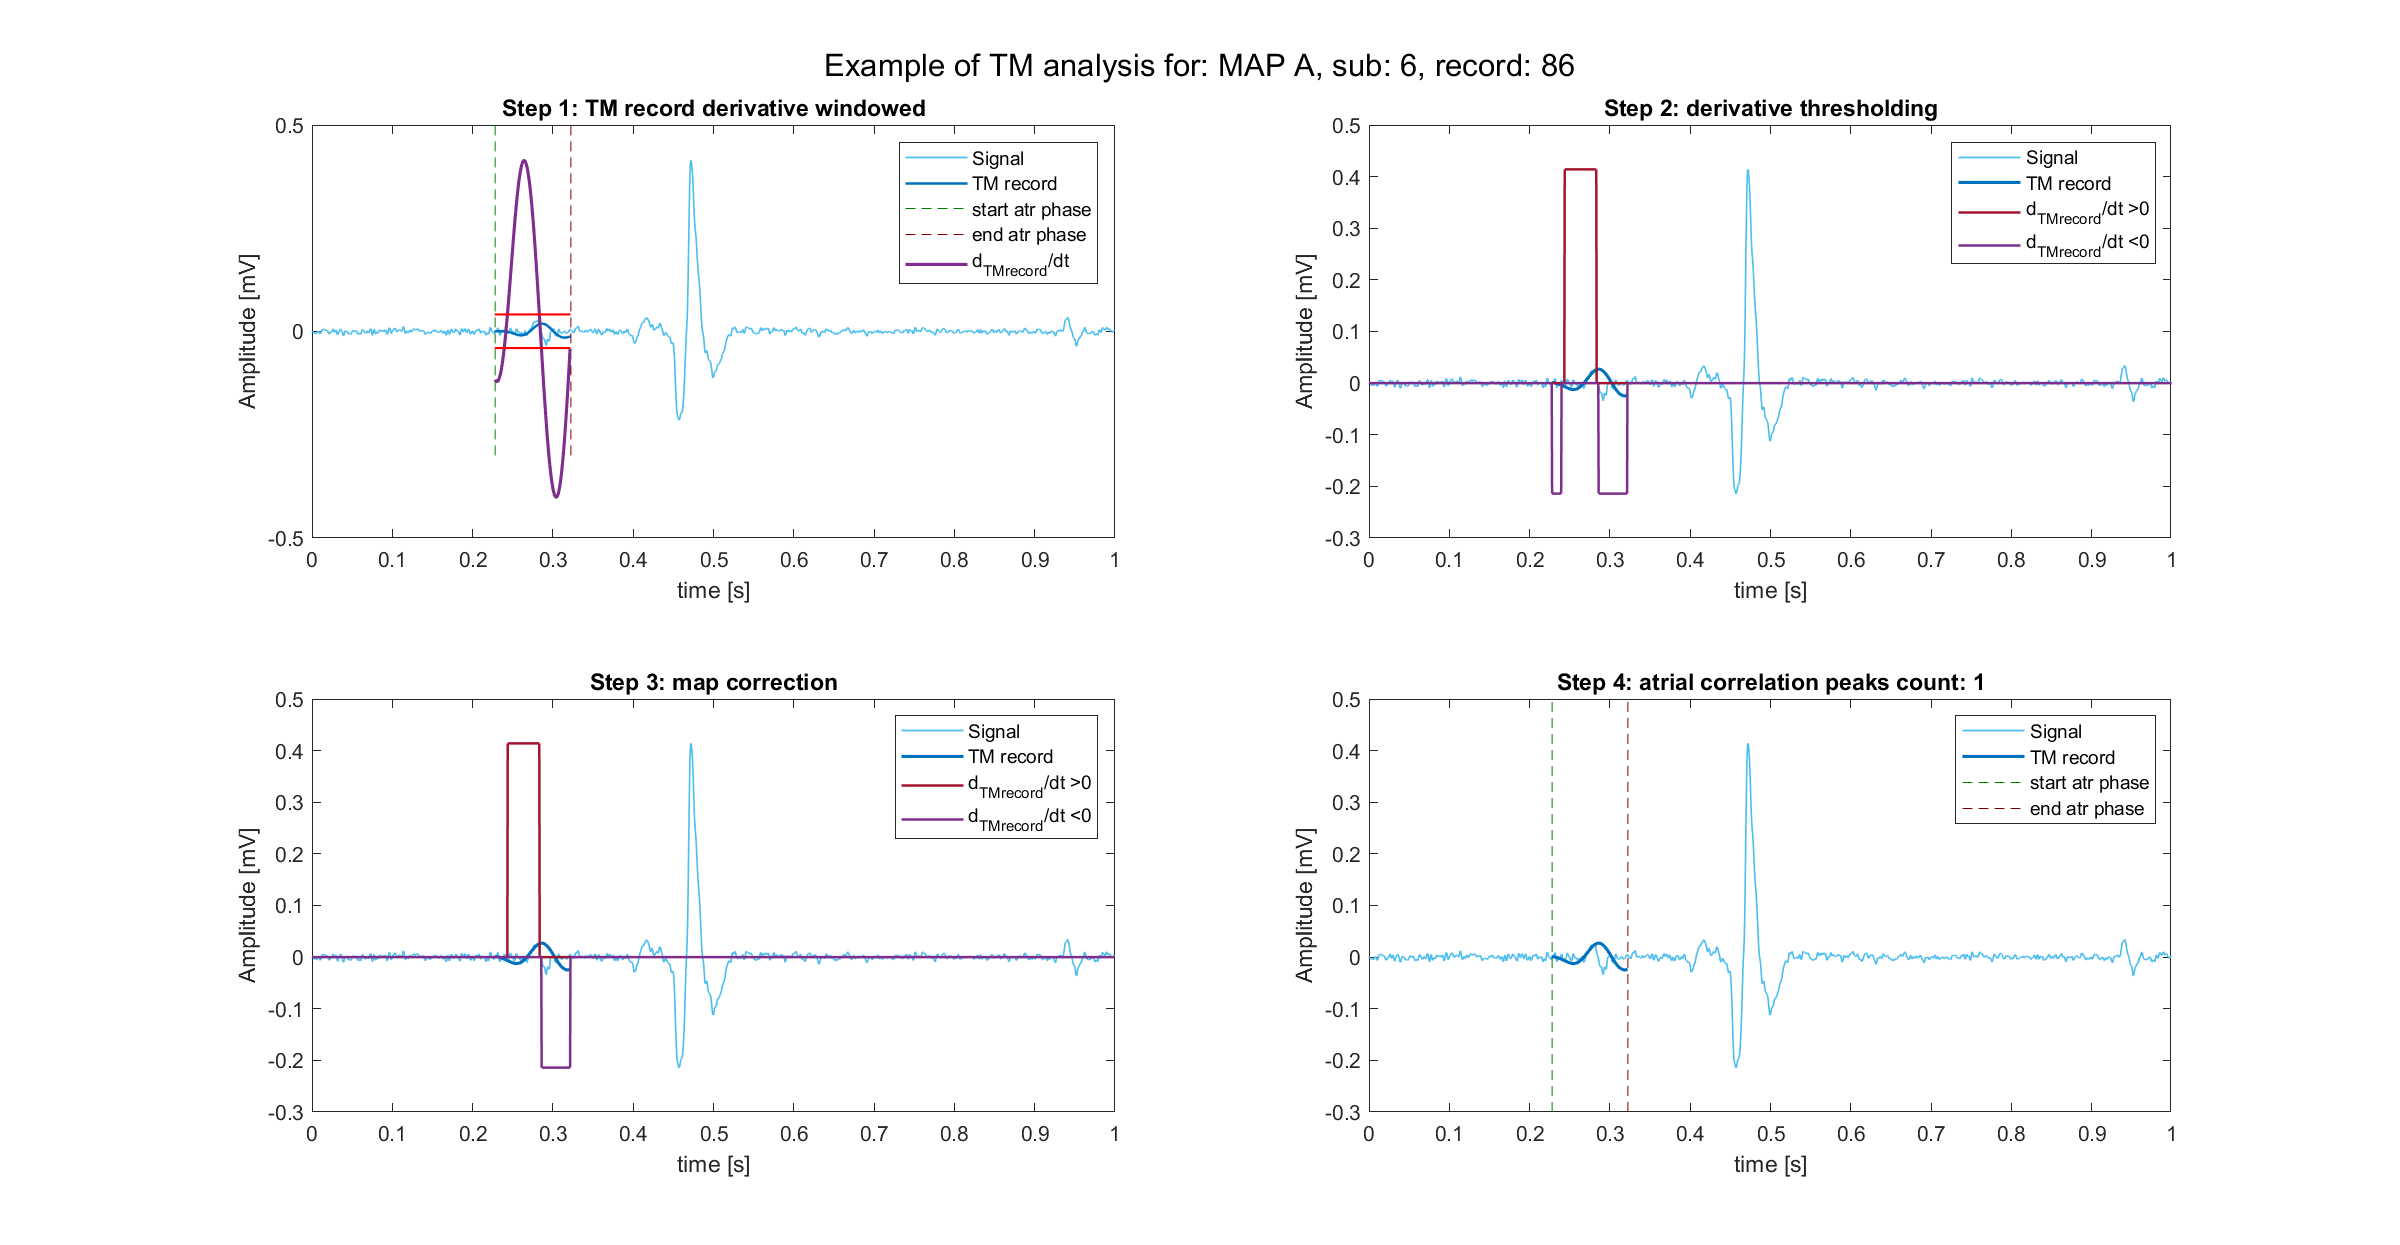 Example of TM analysis for: MAP A, sub: 6, record: 86
Step 1: TM record derivative windowed
0.5
0
-0.5
Amplitude [mV]
0 0.1 0.2 0.3 0.4 0.5 0.6 0.7 0.8 0.9 1
time [s]
Signal
TM record
start atr phase
end atr phase
dTMrecord/dt
Step 2: derivative thresholding
0.5
0.4
0.3
0.2
0.1
0
-0.1
-0.2
-0.3
Amplitude [mV]
0 0.1 0.2 0.3 0.4 0.5 0.6 0.7 0.8 0.9 1
time [s]
Signal
TM record
dTMrecord/dt >0
dTMrecord/dt <0
Step 3: map correction
0.5
0.4
0.3
0.2
0.1
0
-0.1
-0.2
-0.3
Amplitude [mV]
0 0.1 0.2 0.3 0.4 0.5 0.6 0.7 0.8 0.9 1
time [s]
Signal
TM record
dTMrecord/dt >0
dTMrecord/dt <0
Step 4: atrial correlation peaks count: 1
0.5
0.4
0.3
0.2
0.1
0
-0.1
-0.2
-0.3
Amplitude [mV]
0 0.1 0.2 0.3 0.4 0.5 0.6 0.7 0.8 0.9 1
time [s]
Signal
TM record
start atr phase
end atr phase